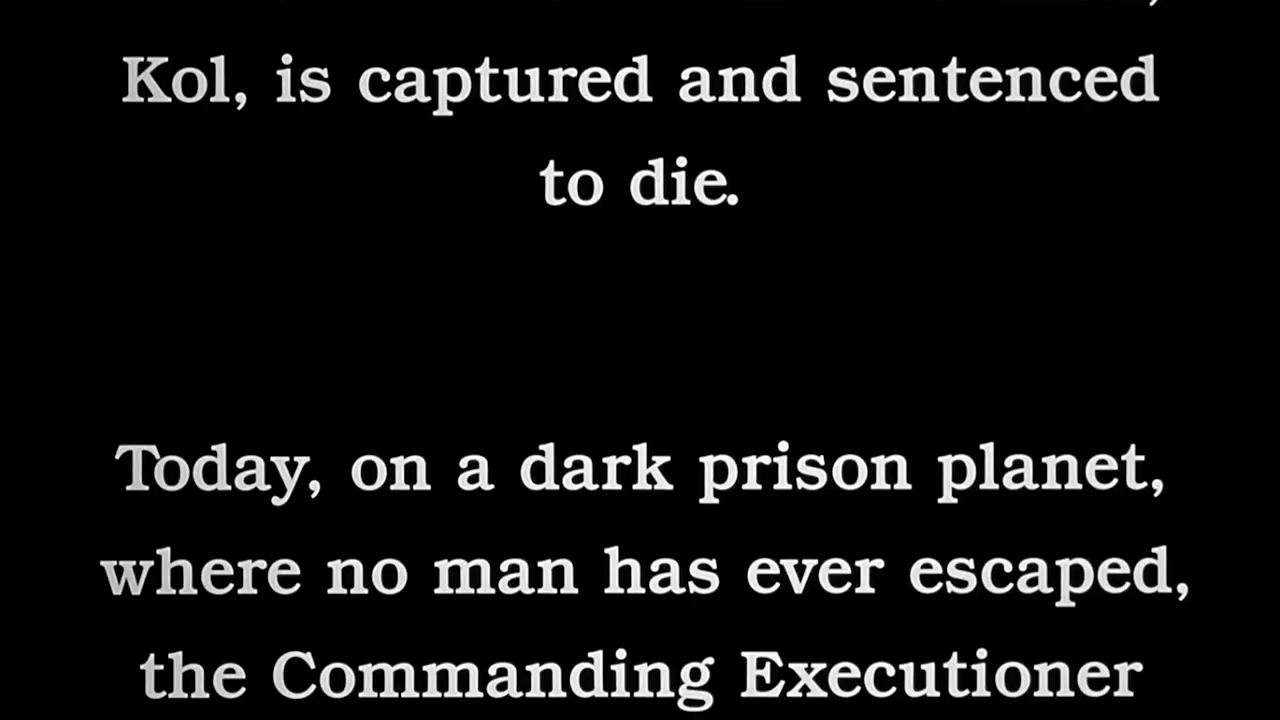 Kol, is captured and sentenced
to die.
Today, on a dark prison planet,
where no man has ever escaped,
the Commanding Executioner